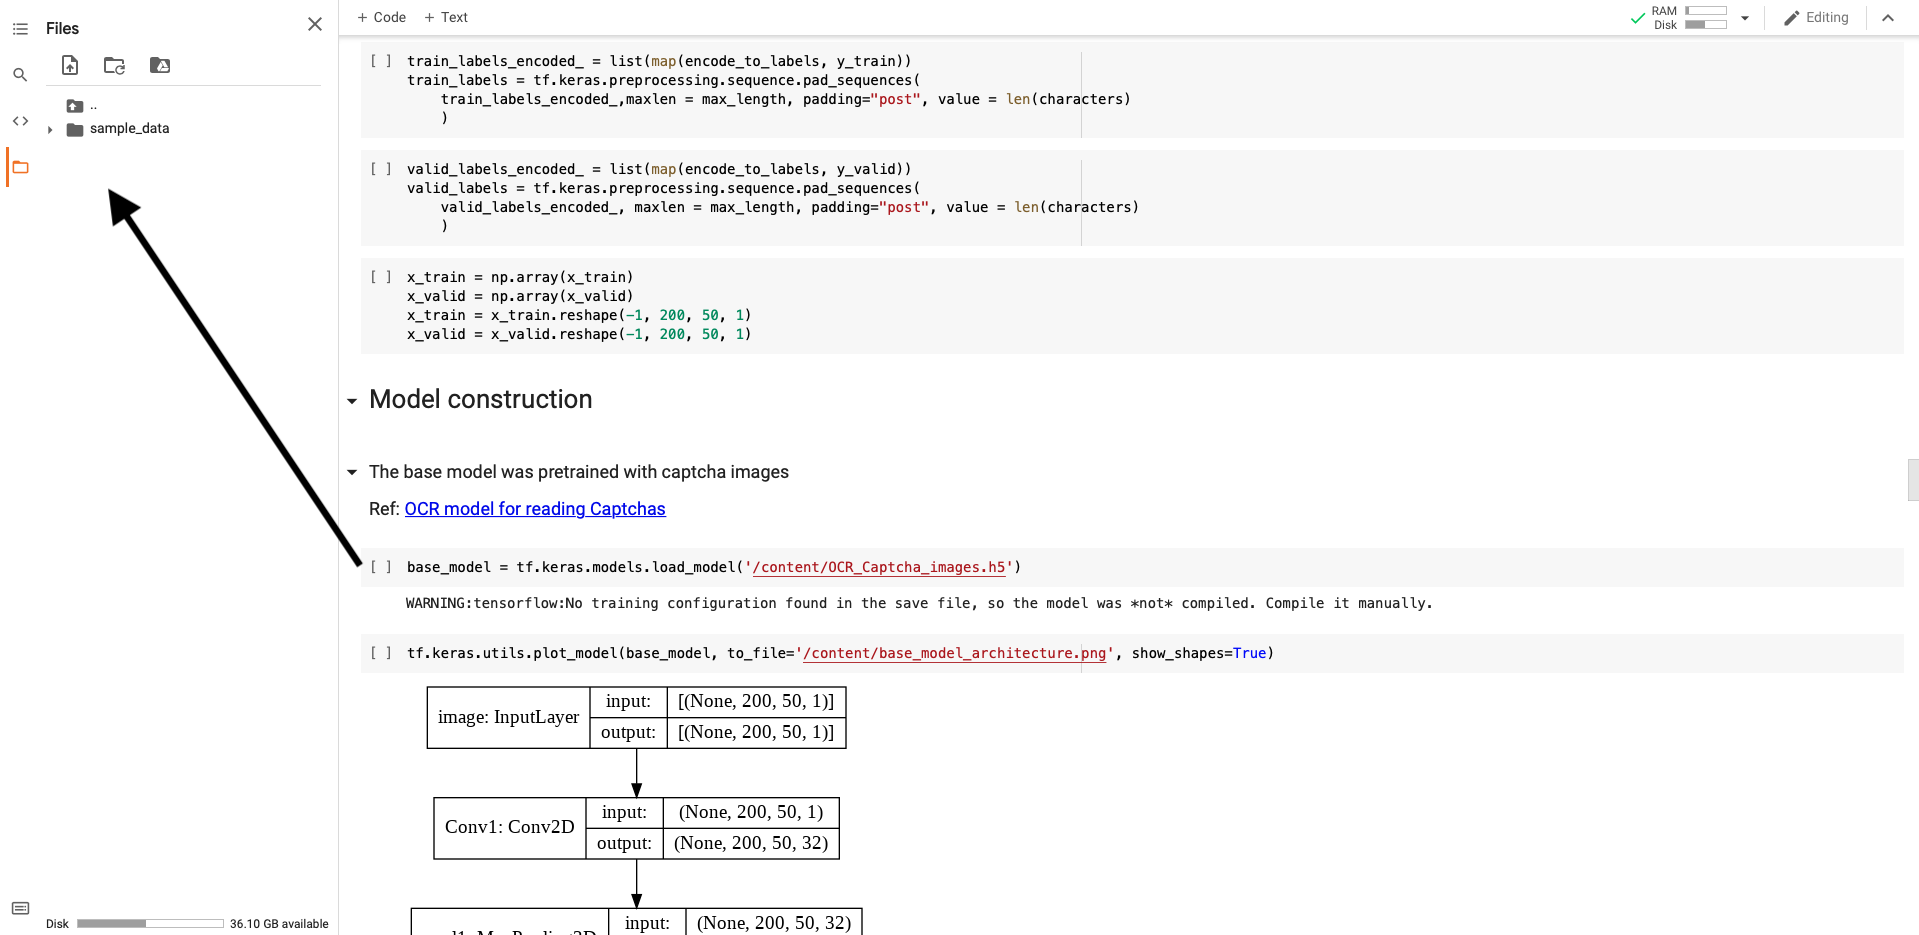 Files
..
sample_data
Disk
36.10 GB available
+ Code + Text
RAM
Disk
Editing
[ ] train_labels_encoded_ = list(map(encode_to_labels, y_train))
train_labels = tf.keras.preprocessing.sequence.pad_sequences(
train_labels_encoded_,maxlen = max_length, padding="post", value = len(characters)
)
[ ] valid_labels_encoded_ = list(map(encode_to_labels, y_valid))
valid_labels = tf.keras.preprocessing.sequence.pad_sequences(
valid_labels_encoded_, maxlen = max_length, padding="post", value = len(characters)
)
[ ] x_train = np.array(x_train)
x_valid = np.array(x_valid)
x_train = x_train.reshape(-1, 200, 50, 1)
x_valid = x_valid.reshape(-1, 200, 50, 1)
Model construction
The base model was pretrained with captcha images
Ref: OCR model for reading Captchas
[ ] base_model = tf.keras.models.load_model('/content/OCR_Captcha_images.h5')
WARNING:tensorflow:No training configuration found in the save file, so the model was *not* compiled. Compile it manually.
[ ] tf.keras.utils.plot_model(base_model, to_file='/content/base_model_architecture.png', show_shapes=True)
image: InputLayer
input: [(None, 200, 50, 1)]
output: [(None, 200, 50, 1)]
Conv1: Conv2D
input: (None, 200, 50, 1)
output: (None, 200, 50, 32)
input: (None, 200, 50, 32)